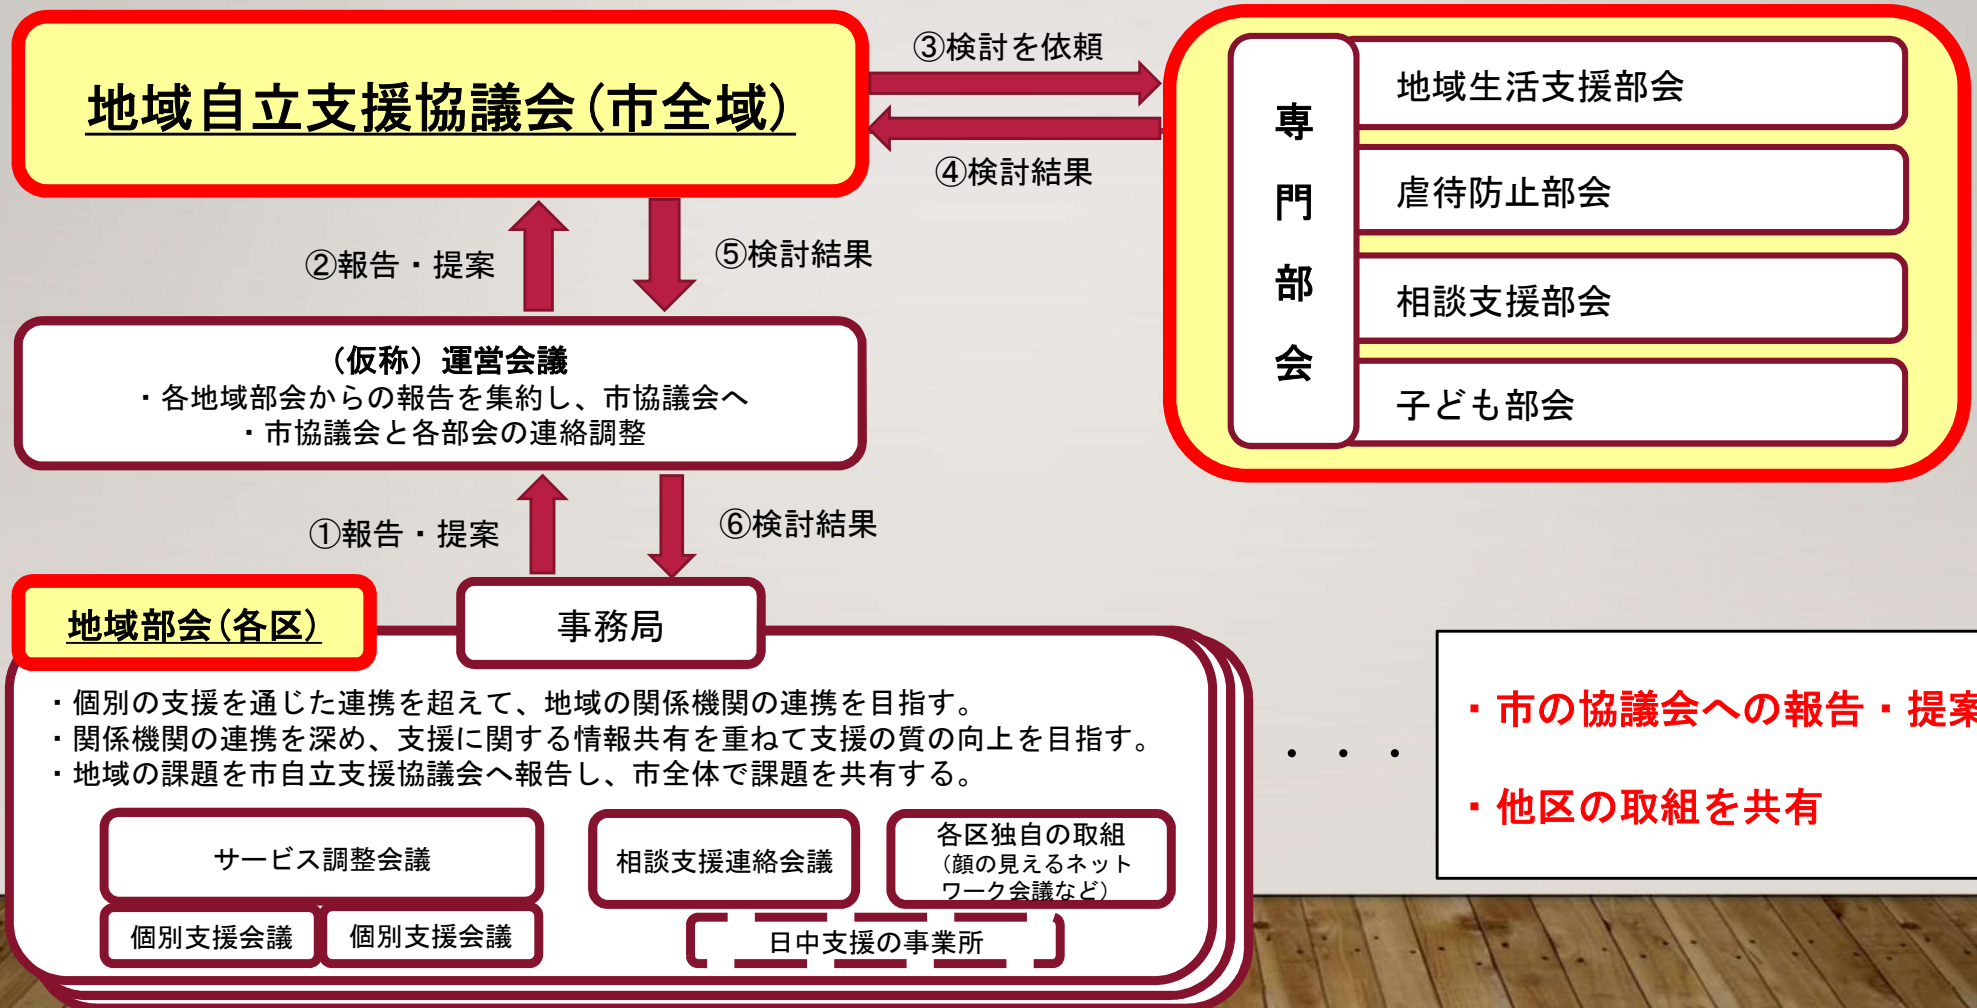 地域自立支援協議会(市全域)
③検討を依頼
④検討結果
専門部会
地域生活支援部会
虐待防止部会
相談支援部会
子ども部会
②報告・提案
⑤検討結果
（仮称）運営会議
・各地域部会からの報告を集約し、市協議会へ
・市協議会と各部会の連絡調整
①報告・提案
⑥検討結果
地域部会(各区)
事務局
・個別の支援を通じた連携を超えて、地域の関係機関の連携を目指す。
・関係機関の連携を深め、支援に関する情報共有を重ねて支援の質の向上を目指す。
・地域の課題を市自立支援協議会へ報告し、市全体で課題を共有する。
サービス調整会議
個別支援会議
個別支援会議
相談支援連絡会議
各区独自の取組
（顔の見えるネット
ワーク会議など）
日中支援の事業所
・・・
・市の協議会への報告・提案
・他区の取組を共有